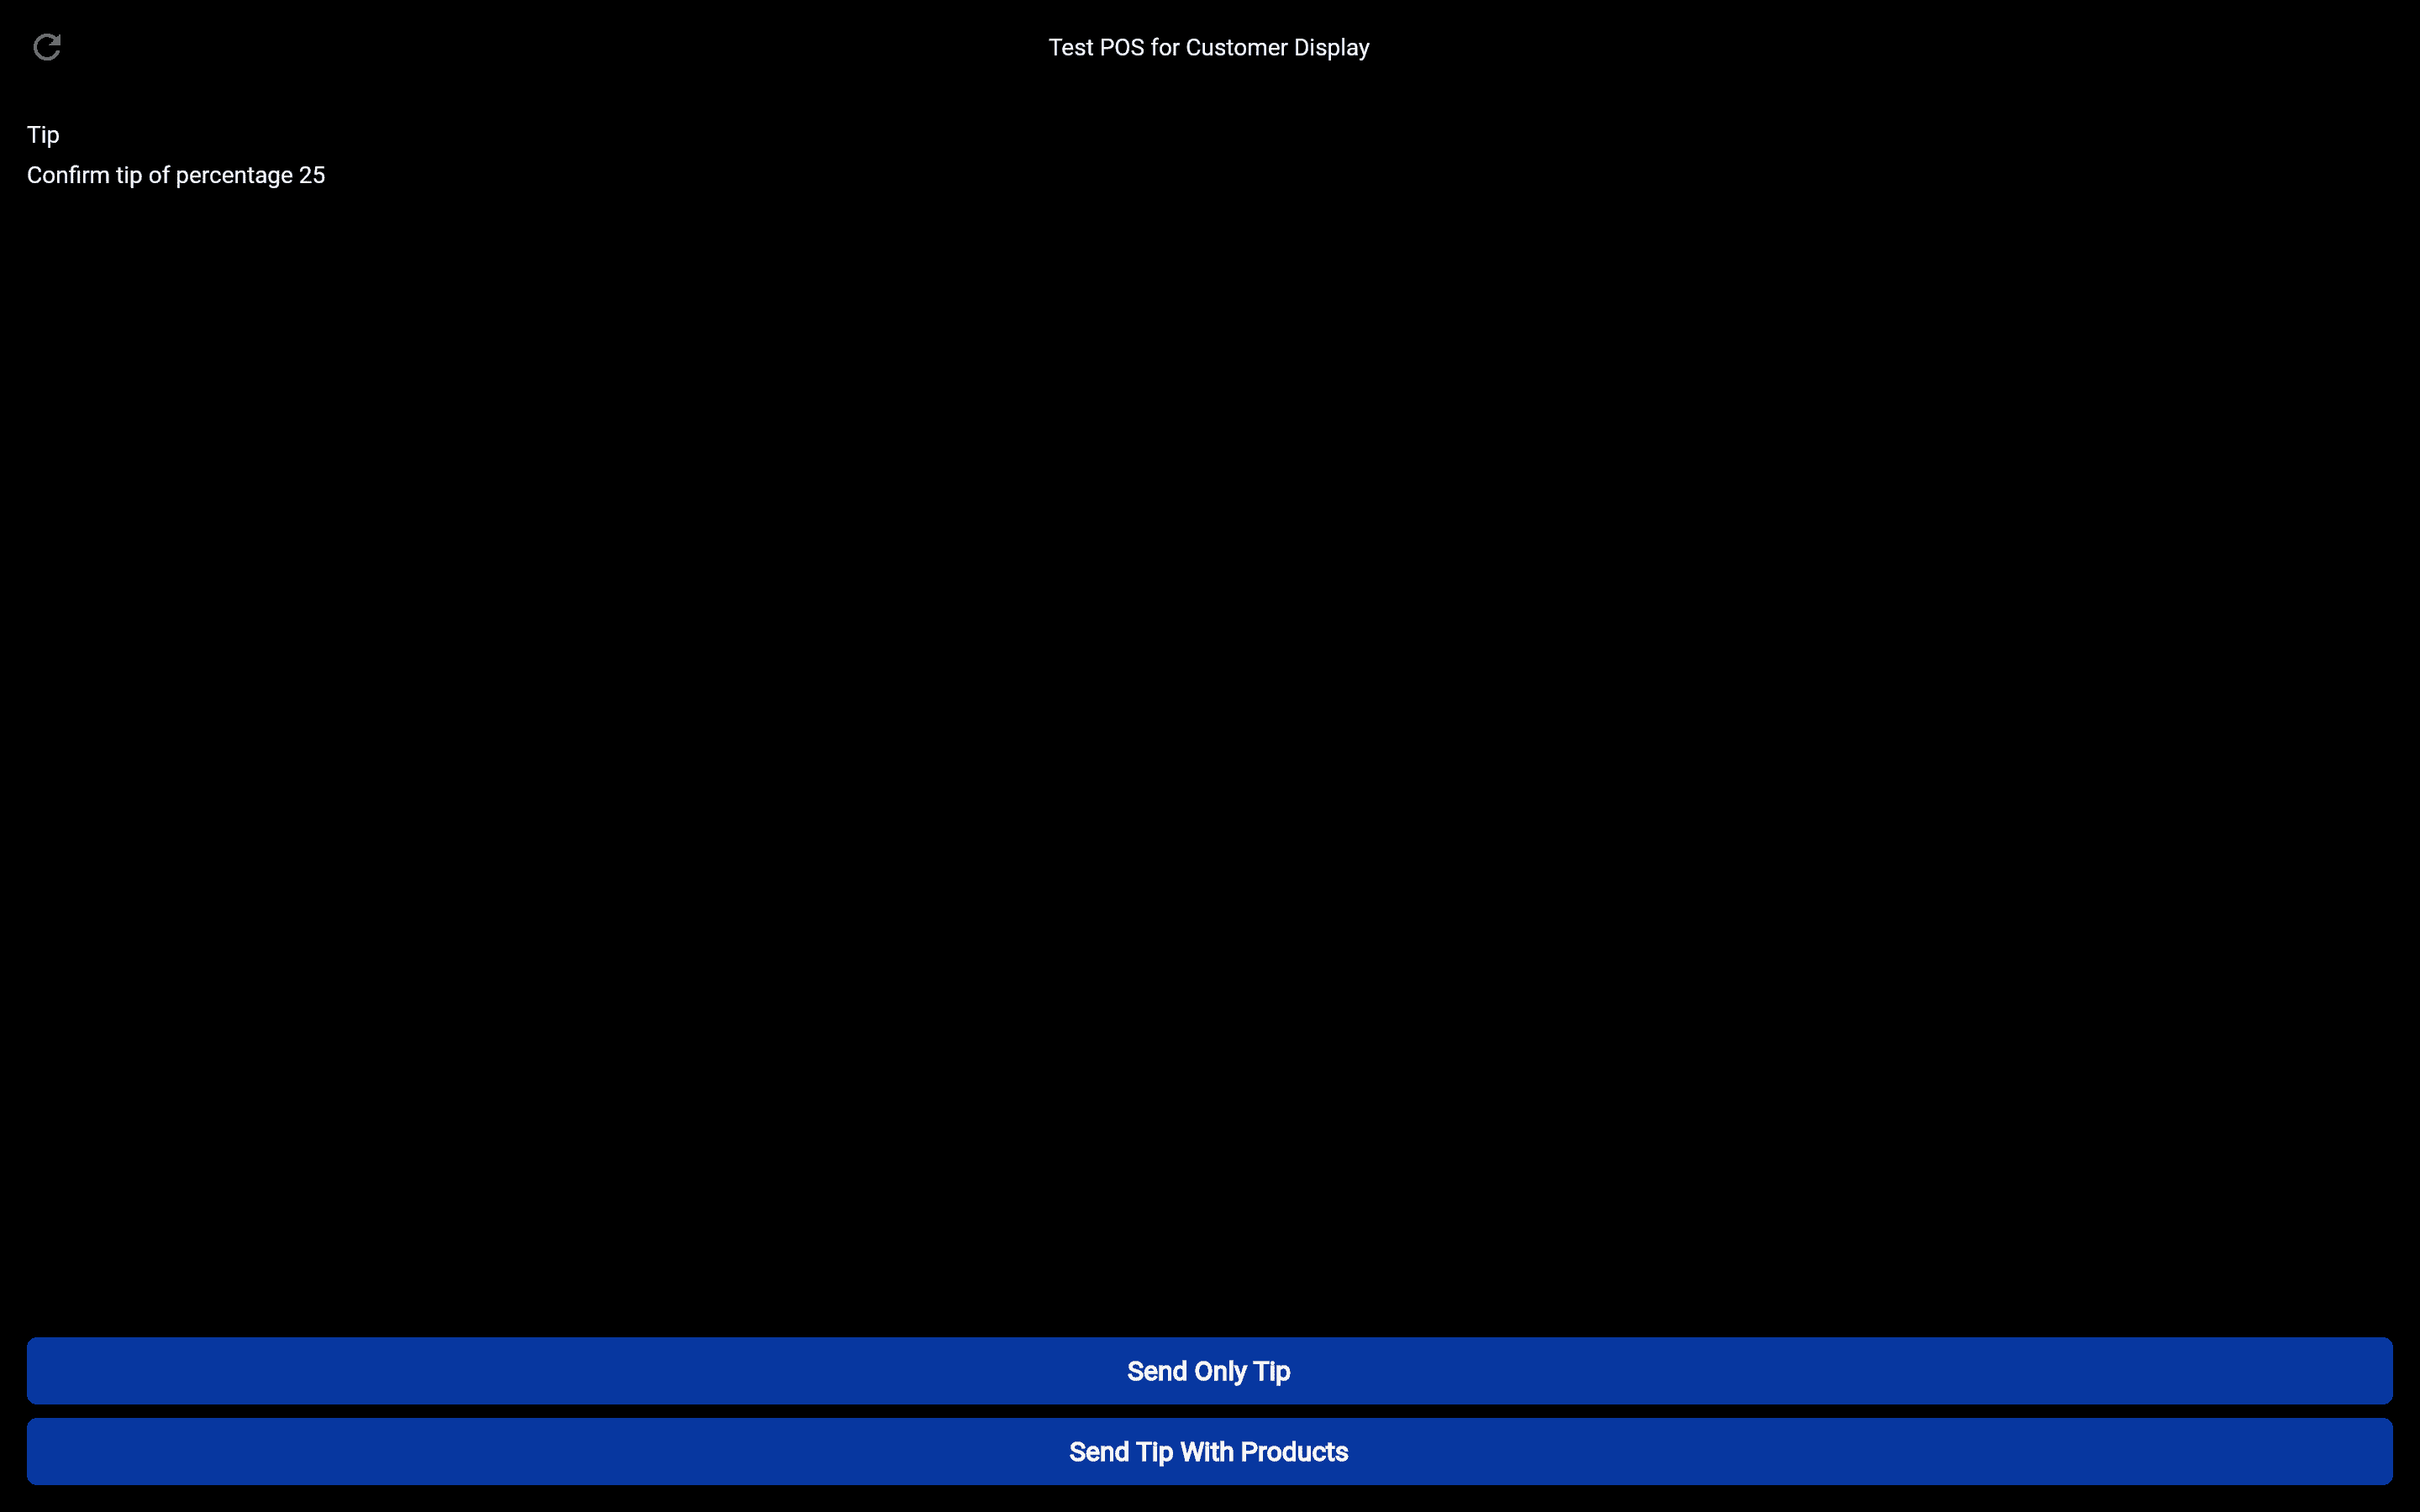 Test POS for Customer Display
Tip
Confirm tip of percentage 25
Send Only Tip
Send Tip With Products